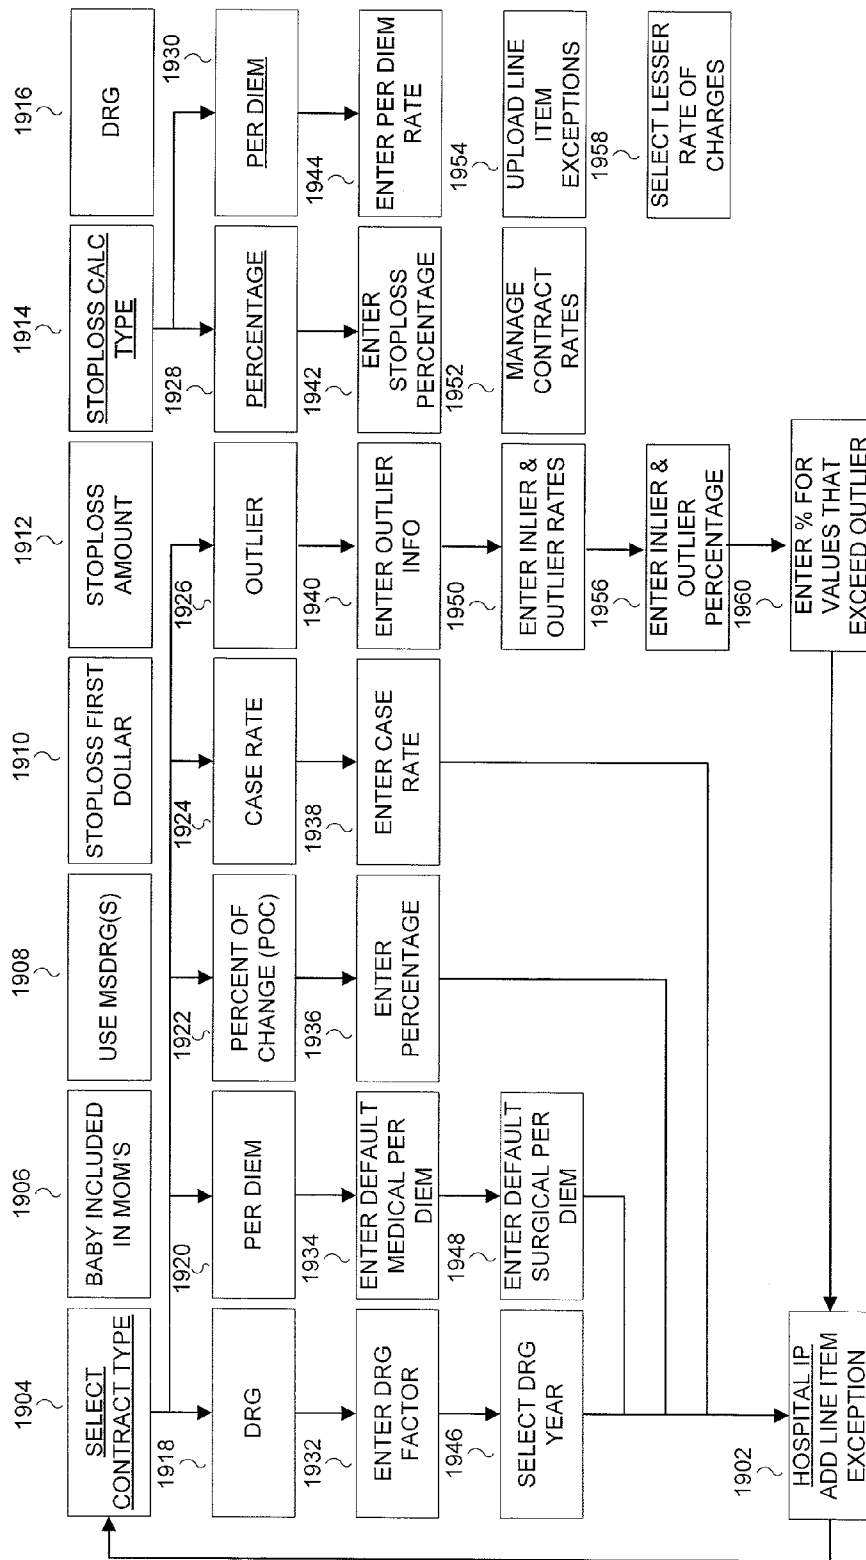 1904
SELECT
CONTRACT TYPE
1906
BABY INCLUDED
IN MOM'S
1908
USE MSDRG(S)
1910
STOPLOSS FIRST
DOLLAR
1912
STOPLOSS
AMOUNT
1914
STOPLOSS CALC
TYPE
1916
DRG
1918
DRG
1920
PER DIEM
1922
PERCENT OF
CHANGE (POC)
1924
CASE RATE
1926
OUTLIER
1928
PERCENTAGE
1930
PER DIEM
1932
ENTER DRG
FACTOR
1934
ENTER DEFAULT
MEDICAL PER
DIEM
1936
ENTER
PERCENTAGE
1938
ENTER CASE
RATE
1940
ENTER OUTLIER
INFO
1942
ENTER
STOPLOSS
PERCENTAGE
1944
ENTER PER DIEM
RATE
1946
SELECT DRG
YEAR
1948
ENTER DEFAULT
SURGICAL PER
DIEM
1950
ENTER INLIER &
OUTLIER RATES
1952
MANAGE
CONTRACT
RATES
1954
UPLOAD LINE
ITEM
EXCEPTIONS
1956
ENTER INLIER &
OUTLIER
PERCENTAGE
1958
SELECT LESSER
RATE OF
CHARGES
1902
HOSPITAL IP
ADD LINE ITEM
EXCEPTION
1960
ENTER % FOR
VALUES THAT
EXCEED OUTLIER